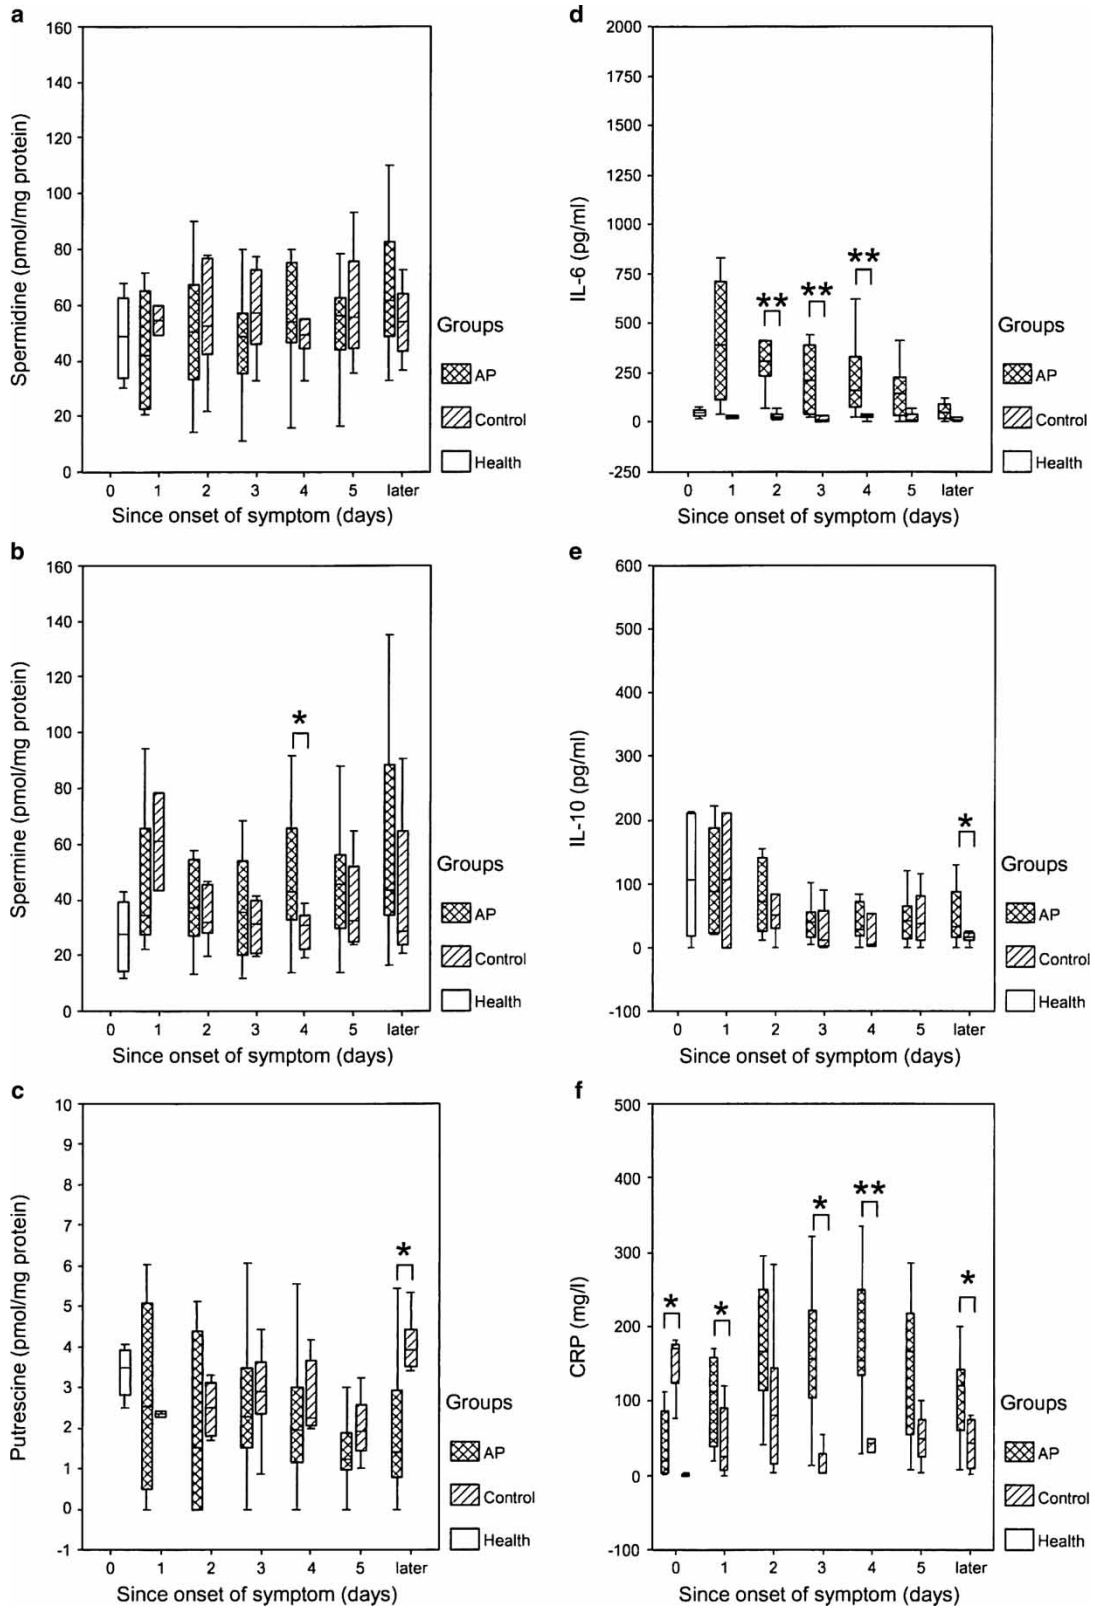 a
160
140
120
100
80
60
40
20
0
Spermidine (pmol/mg protein)
0 1 2 3 4 5 later
Since onset of symptom (days)
Groups
AP
Control
Health
d
2000
1750
1500
1250
1000
750
500
250
0
-250
IL-6 (pg/ml)
** ** **
0 1 2 3 4 5 later
Since onset of symptom (days)
Groups
AP
Control
Health
b
160
140
120
100
80
60
40
20
0
Spermine (pmol/mg protein)
*
0 1 2 3 4 5 later
Since onset of symptom (days)
Groups
AP
Control
Health
e
600
500
400
300
200
100
0
-100
IL-10 (pg/ml)
*
0 1 2 3 4 5 later
Since onset of symptom (days)
Groups
AP
Control
Health
c
10
9
8
7
6
5
4
3
2
1
0
-1
Putrescine (pmol/mg protein)
*
0 1 2 3 4 5 later
Since onset of symptom (days)
Groups
AP
Control
Health
f
500
400
300
200
100
0
-100
CRP (mg/l)
* * * ** *
0 1 2 3 4 5 later
Since onset of symptom (days)
Groups
AP
Control
Health